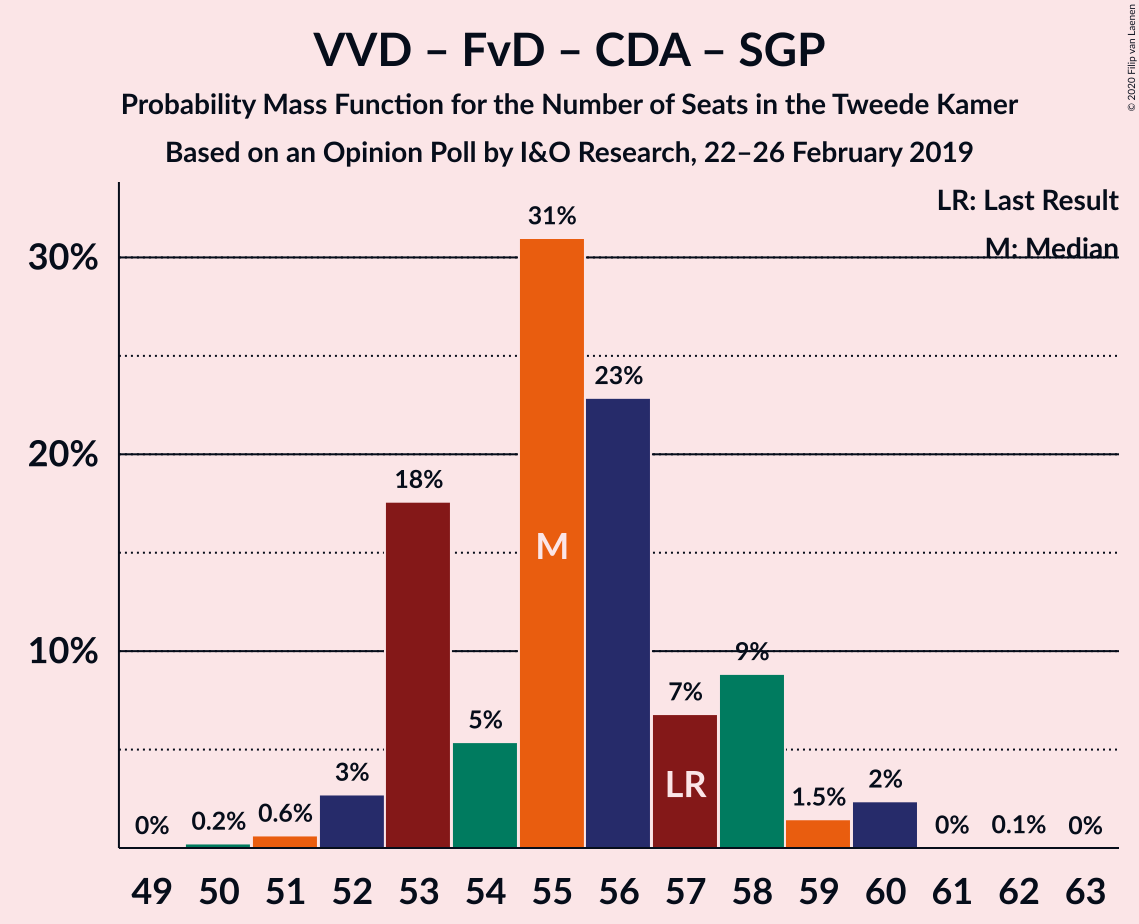 VVD – FvD – CDA – SGP
Probability Mass Function for the Number of Seats in the Tweede Kamer
Based on an Opinion Poll by I&O Research, 22–26 February 2019
© 2020 Filip van Laenen
LR: Last Result
M: Median
30%
20%
10%
0%
0.2%
0.6%
3%
18%
5%
31%
23%
7%
9%
1.5%
2%
0%
0.1%
0%
M
LR
49 50 51 52 53 54 55 56 57 58 59 60 61 62 63